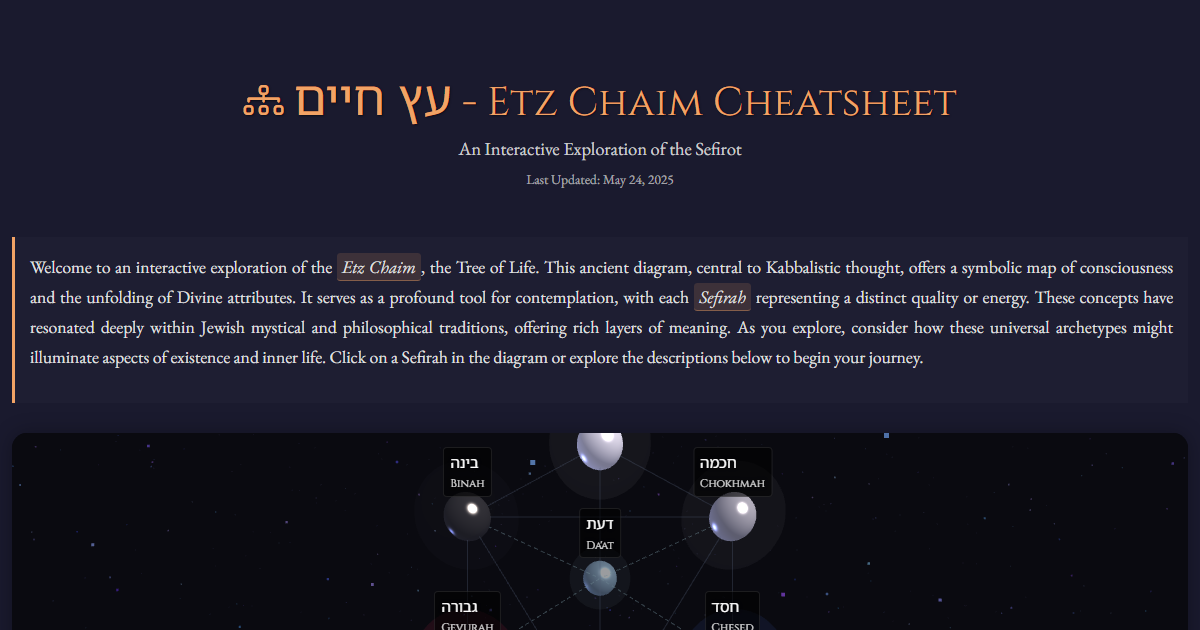 עץ חיים - Etz Chaim Cheatsheet
An Interactive Exploration of the Sefirot
Last Updated: May 24, 2025
Welcome to an interactive exploration of the Etz Chaim, the Tree of Life. This ancient diagram, central to Kabbalistic thought, offers a symbolic map of consciousness
and the unfolding of Divine attributes. It serves as a profound tool for contemplation, with each Sefirah representing a distinct quality or energy. These concepts have
resonated deeply within Jewish mystical and philosophical traditions, offering rich layers of meaning. As you explore, consider how these universal archetypes might
illuminate aspects of existence and inner life. Click on a Sefirah in the diagram or explore the descriptions below to begin your journey.
בינה
Binah
חכמה
Chokhmah
דעת
Da'at
גבורה
Gevurah
חסד
Chesed